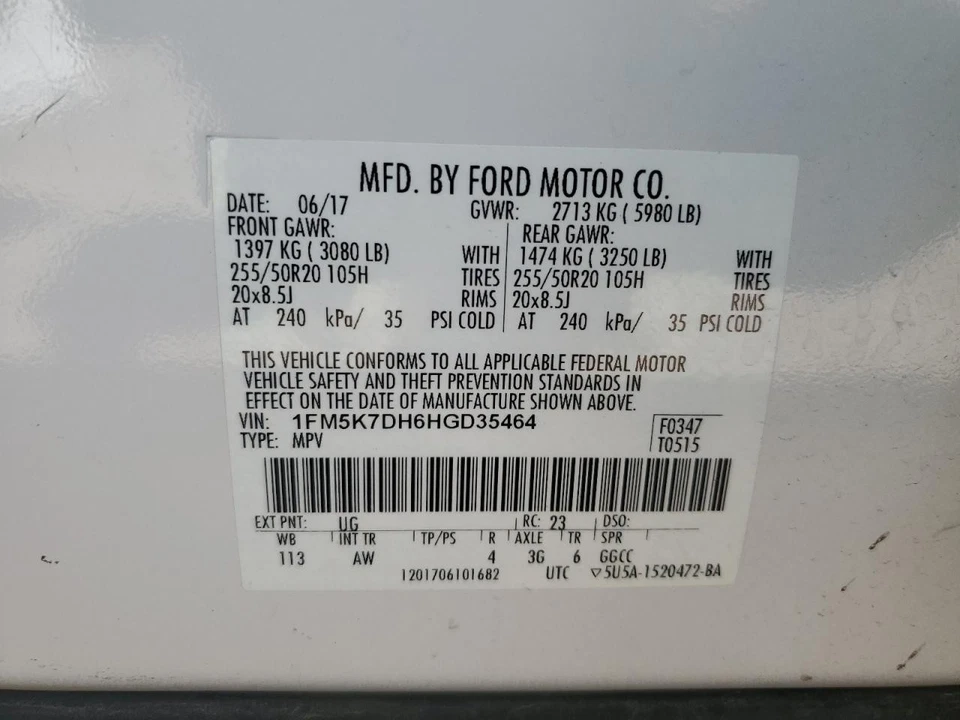 MFD. BY FORD MOTOR CO.
DATE: 06/17 GVWR: 2713 KG ( 5980 LB)
FRONT GAWR: REAR GAWR:
1397 KG ( 3080 LB) WITH 1474 KG ( 3250 LB) WITH
255/50R20 105H TIRES 255/50R20 105H TIRES
20x8.5J RIMS 20x8.5J RIMS
AT 240 kPa/ 35 PSI COLD AT 240 kPa/ 35 PSI COLD
THIS VEHICLE CONFORMS TO ALL APPLICABLE FEDERAL MOTOR
VEHICLE SAFETY AND THEFT PREVENTION STANDARDS IN
EFFECT ON THE DATE OF MANUFACTURE SHOWN ABOVE.
VIN: 1FM5K7DH6HGD35464 F0347
TYPE: MPV T0515
EXT PNT: UG RC: 23 DSO:
WB INT TR TP/PS R AXLE TR SPR
113 AW 4 3G 6 GGCC
1201706101682 UTC ▽5U5A-1520472-BA